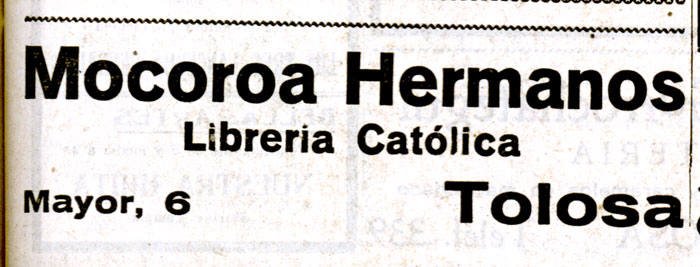 Mocoroa Hermanos
Libreria Católica
Mayor, 6 Tolosa